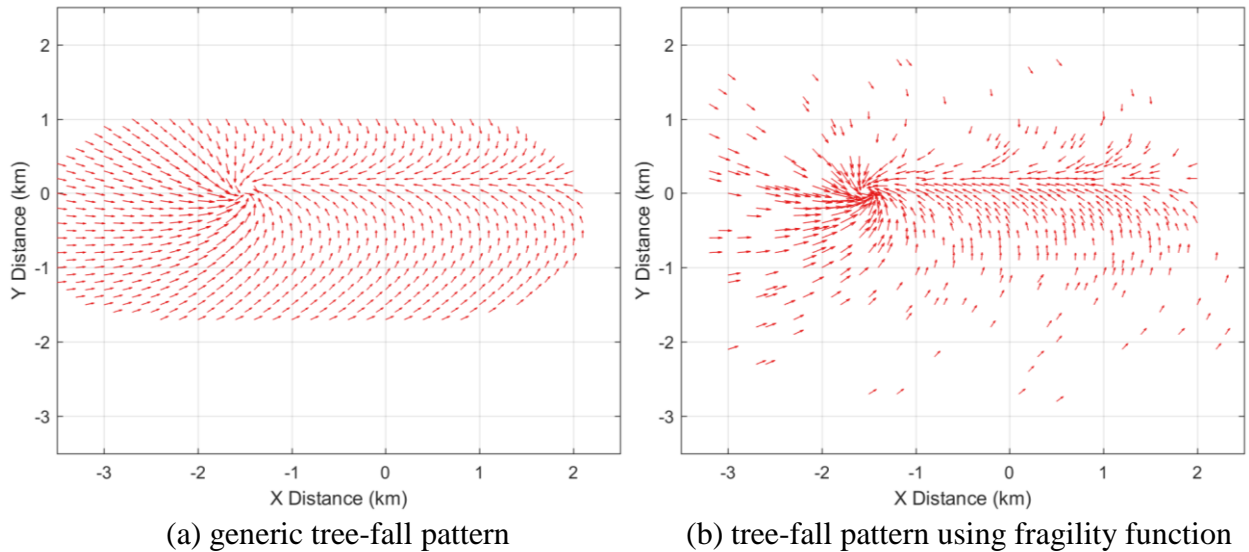 2
1
0
-1
-2
-3
Y Distance (km)
-3 -2 -1 0 1 2
X Distance (km)
(a) generic tree-fall pattern
2
1
0
-1
-2
-3
Y Distance (km)
-3 -2 -1 0 1 2
X Distance (km)
(b) tree-fall pattern using fragility function